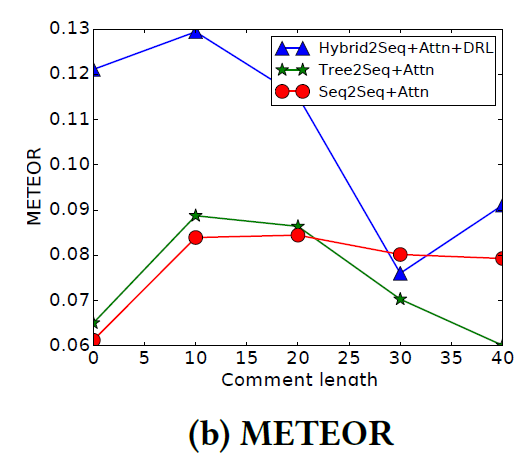 0.13
0.12
0.11
0.10
0.09
0.08
0.07
0.06
METEOR
Hybrid2Seq+Attn+DRL
Tree2Seq+Attn
Seq2Seq+Attn
0 5 10 15 20 25 30 35 40
Comment length
(b) METEOR